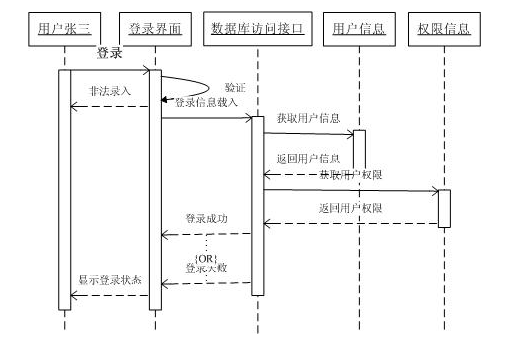 用户张三
登录界面
数据库访问接口
用户信息
权限信息
登录
验证
非法录入
登录信息载入
获取用户信息
返回用户信息
获取用户权限
返回用户权限
登录成功
{OR}
登录失败
显示登录状态